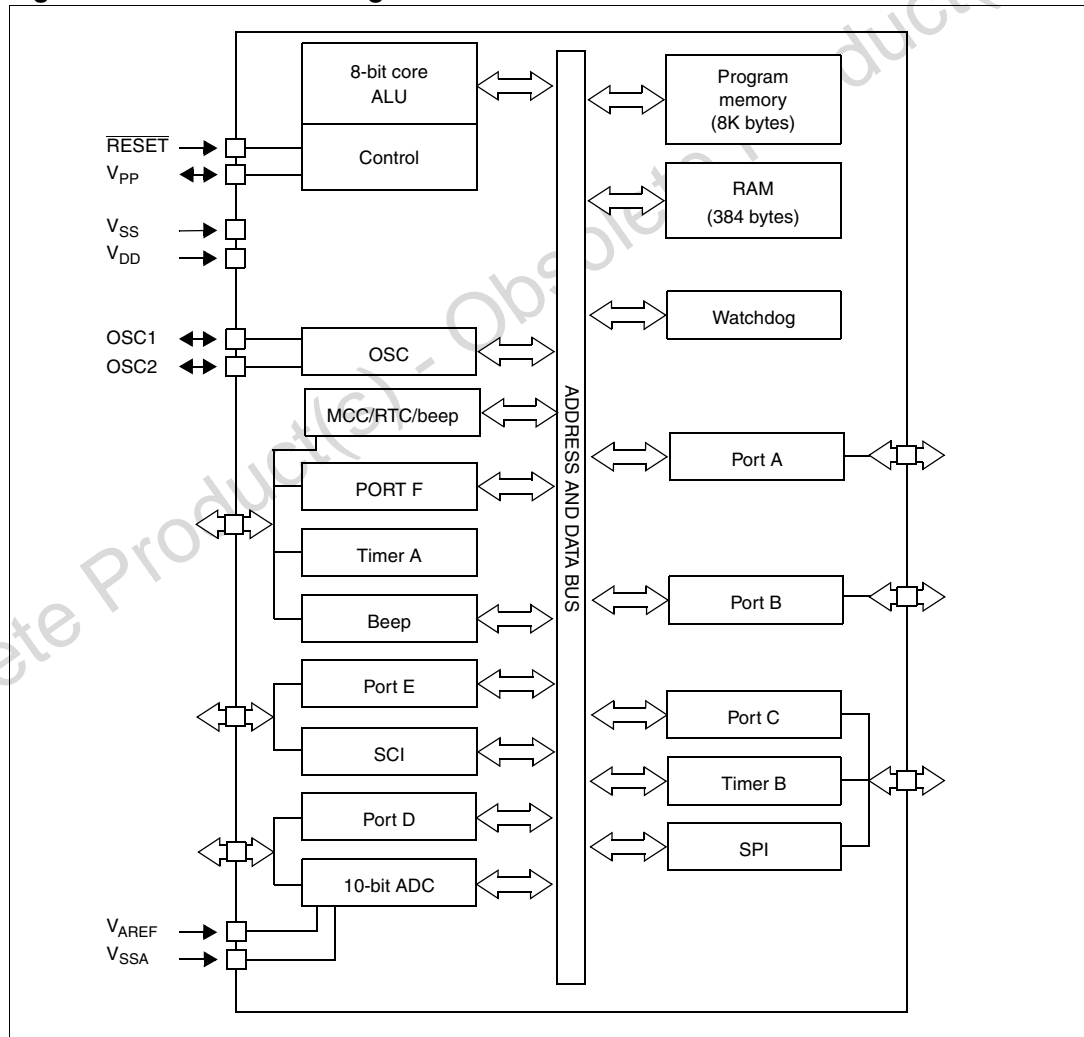 8-bit core
ALU
Control
RESET
VPP
VSS
VDD
OSC1
OSC2
OSC
MCC/RTC/beep
PORT F
Timer A
Beep
Port E
SCI
Port D
10-bit ADC
VAREF
VSSA
ADDRESS AND DATA BUS
Program
memory
(8K bytes)
RAM
(384 bytes)
Watchdog
Port A
Port B
Port C
Timer B
SPI
Product(s) - Obsolete